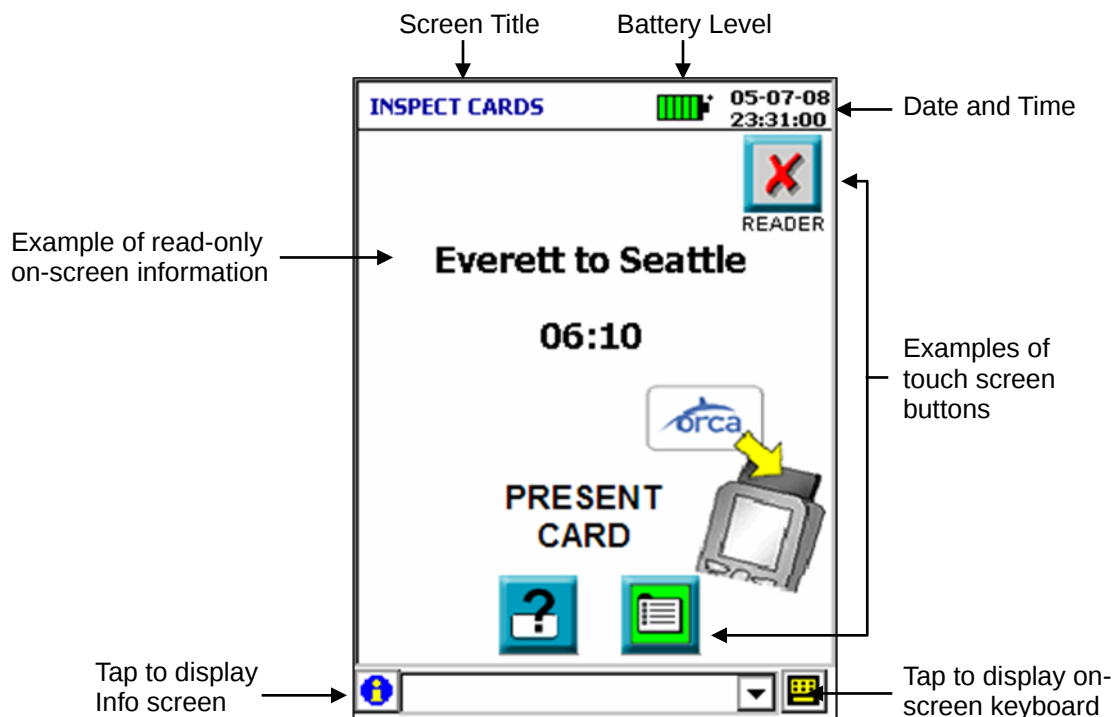 Screen Title
Battery Level
INSPECT CARDS
05-07-08
23:31:00
Date and Time
READER
Example of read-only
on-screen information
Everett to Seattle
06:10
Examples of
touch screen
buttons
orca
PRESENT
CARD
?
Tap to display
Info screen
i
Tap to display on-
screen keyboard